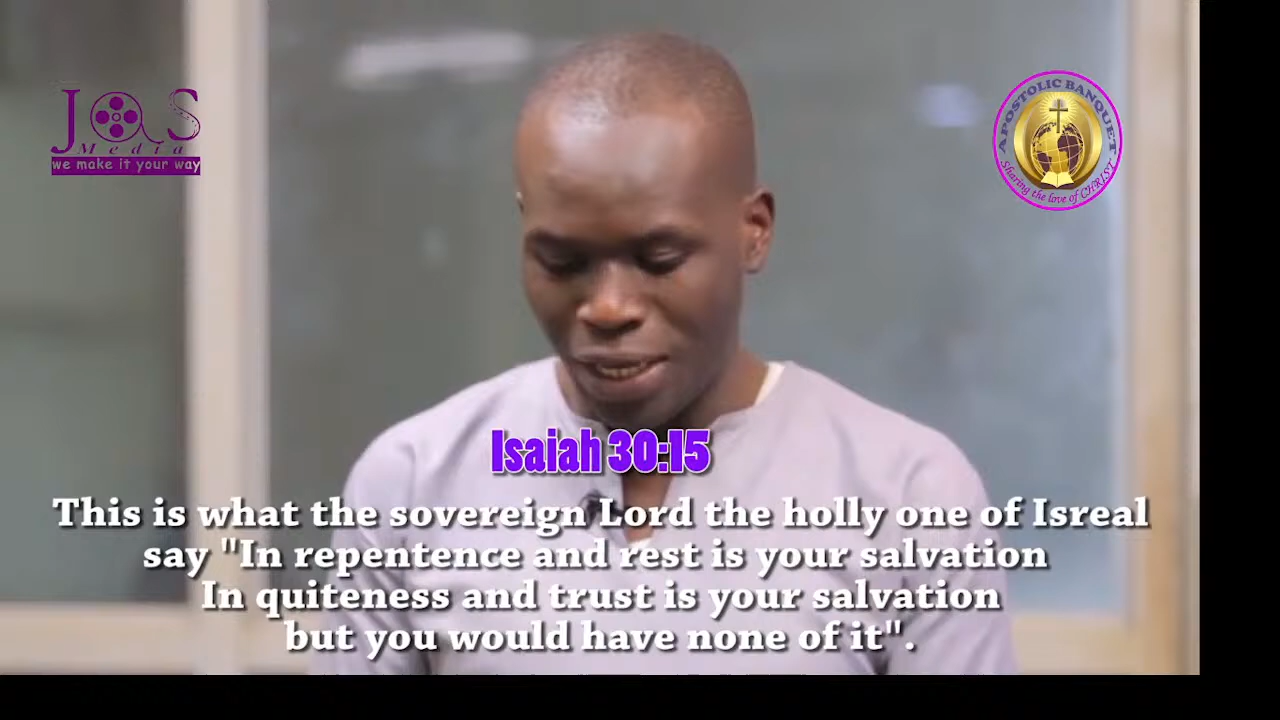 JOS
Media
we make it your way
APOSTOLIC BANQUET
Sharing the love of CHRIST
Isaiah 30:15
This is what the sovereign Lord the holly one of Isreal
say "In repentence and rest is your salvation
In quiteness and trust is your salvation
but you would have none of it".